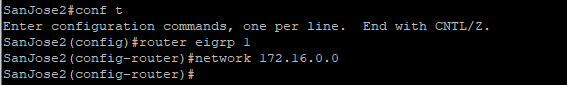 SanJose2#conf t
Enter configuration commands, one per line.  End with CNTL/Z.
SanJose2(config)#router eigrp 1
SanJose2(config-router)#network 172.16.0.0
SanJose2(config-router)#